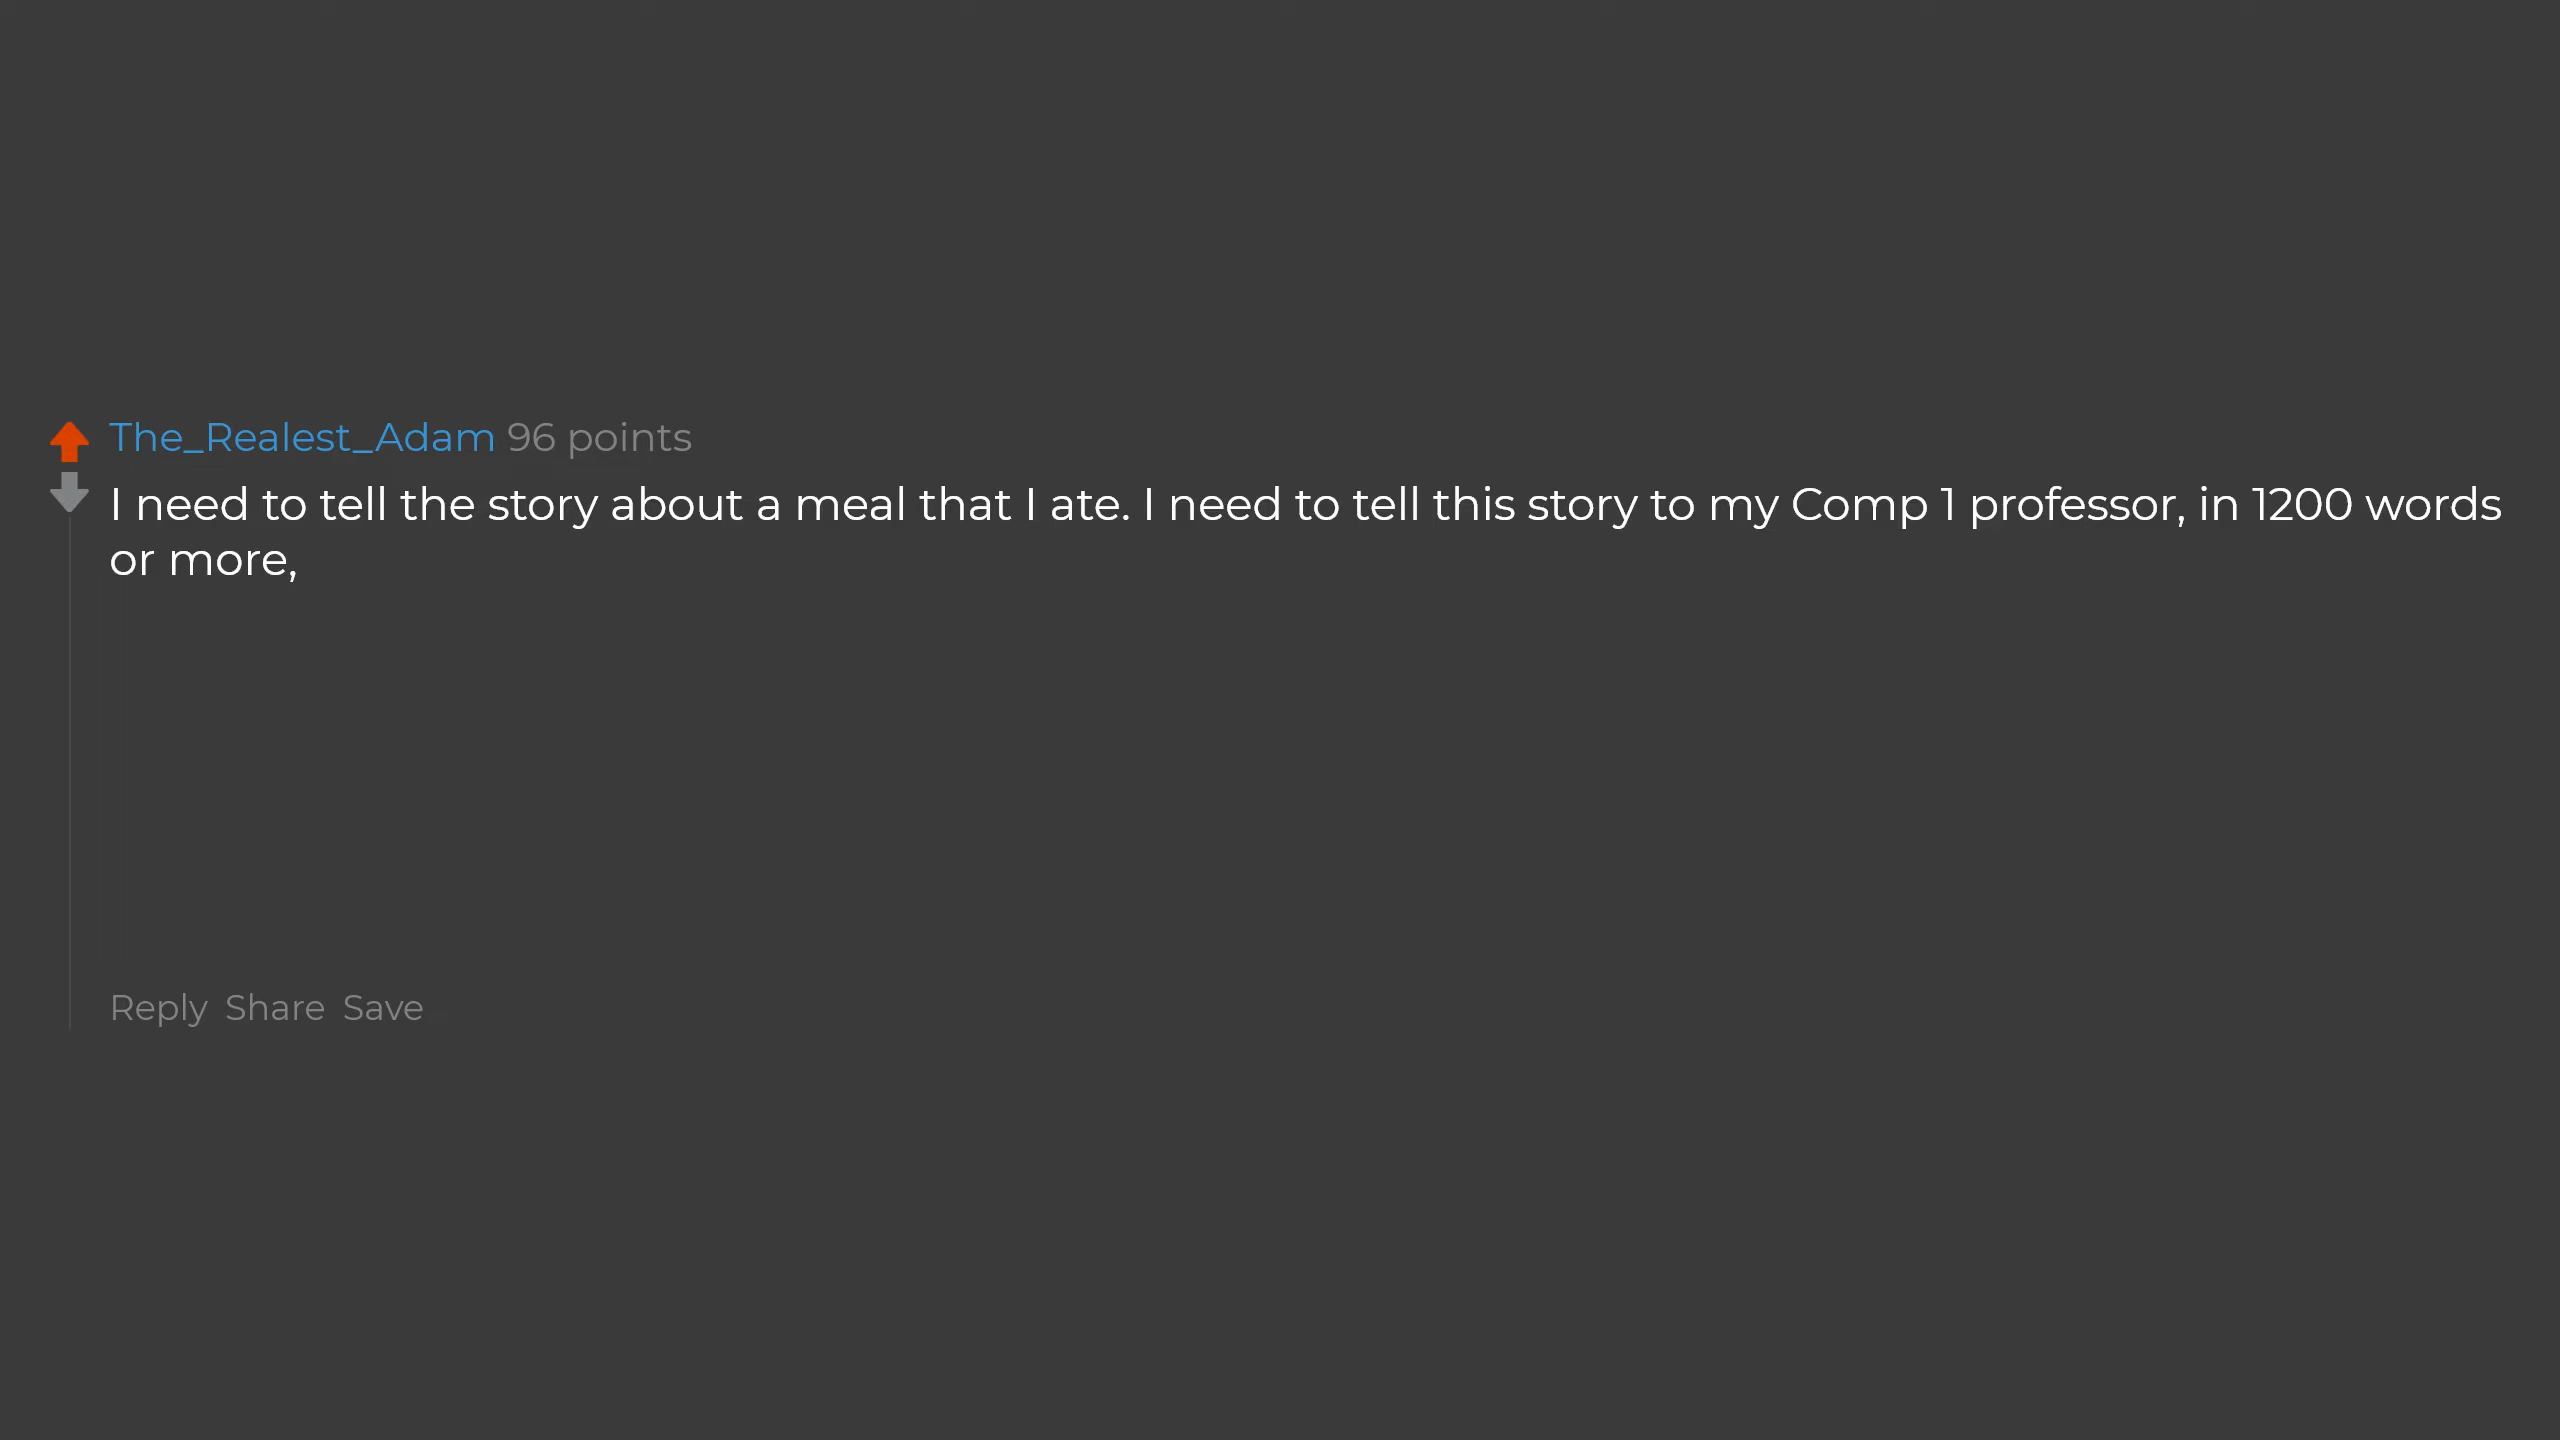 The_Realest_Adam 96 points
I need to tell the story about a meal that I ate. I need to tell this story to my Comp 1 professor, in 1200 words
or more,
Reply Share Save